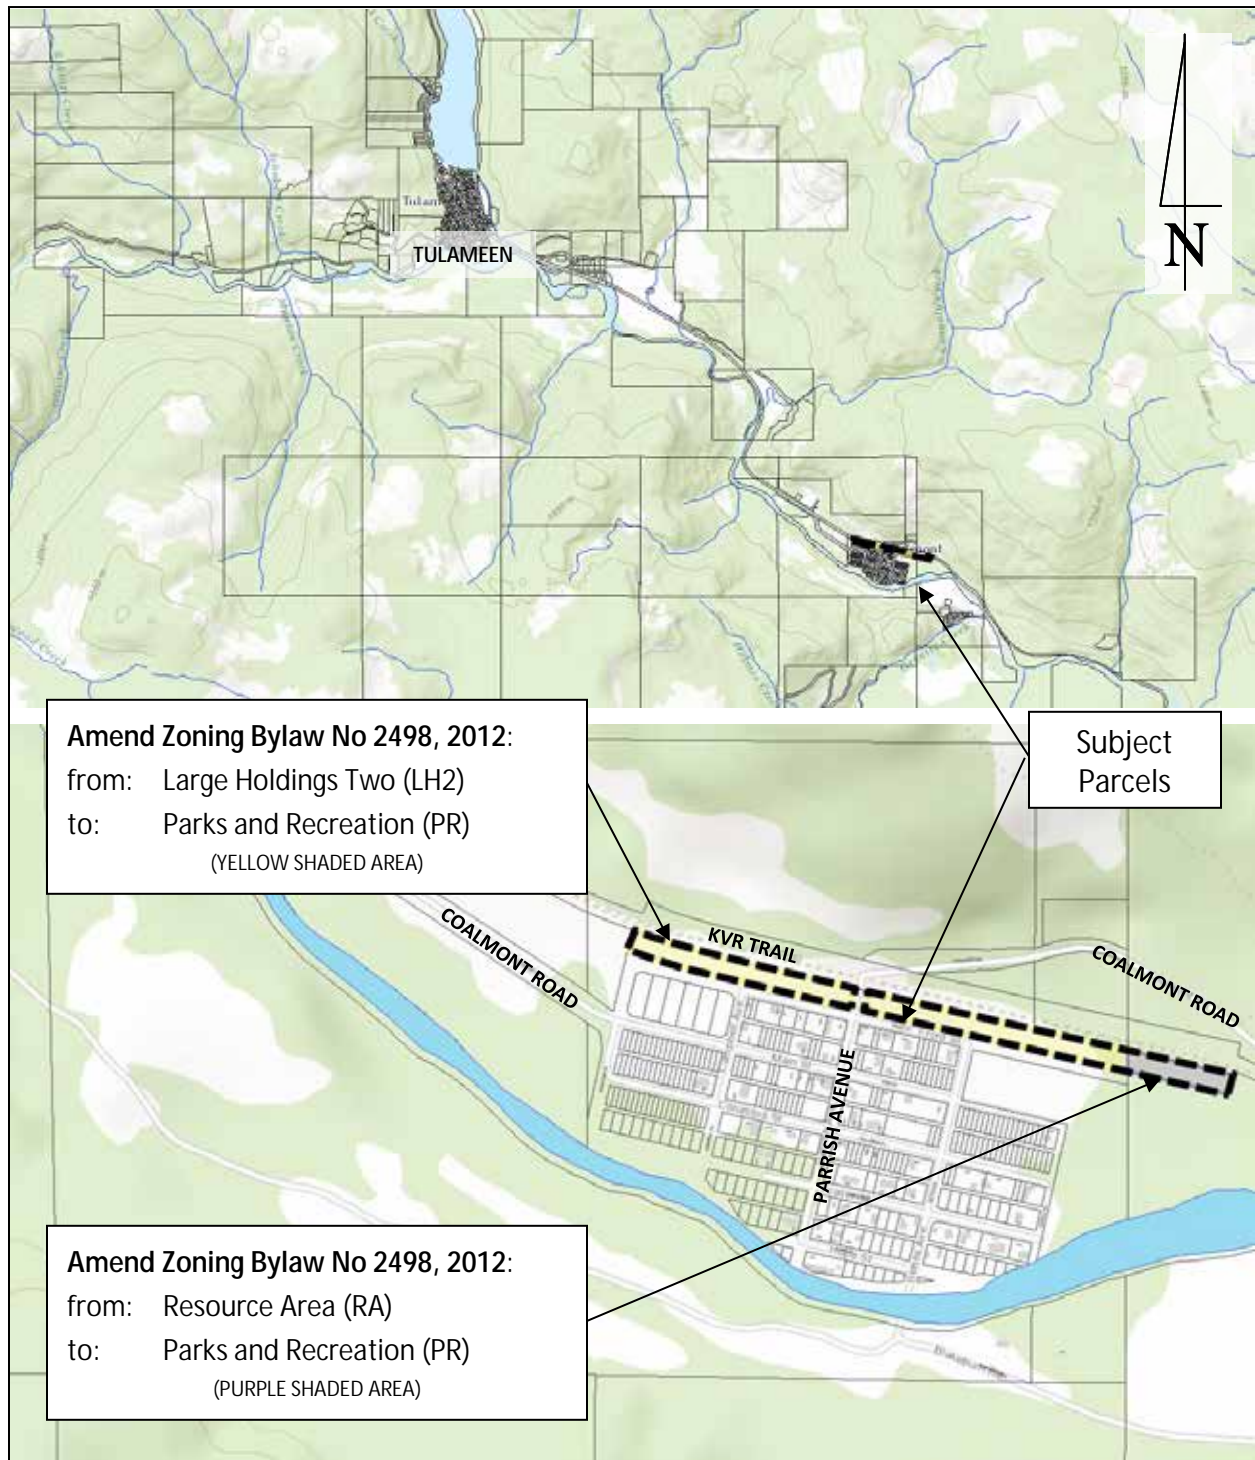 N
Tulam
TULAMEEN
Amend Zoning Bylaw No 2498, 2012:
from: Large Holdings Two (LH2)
to: Parks and Recreation (PR)
(YELLOW SHADED AREA)
Subject
Parcels
COALMONT ROAD
KVR TRAIL
COALMONT ROAD
PARRISH AVENUE
Amend Zoning Bylaw No 2498, 2012:
from: Resource Area (RA)
to: Parks and Recreation (PR)
(PURPLE SHADED AREA)